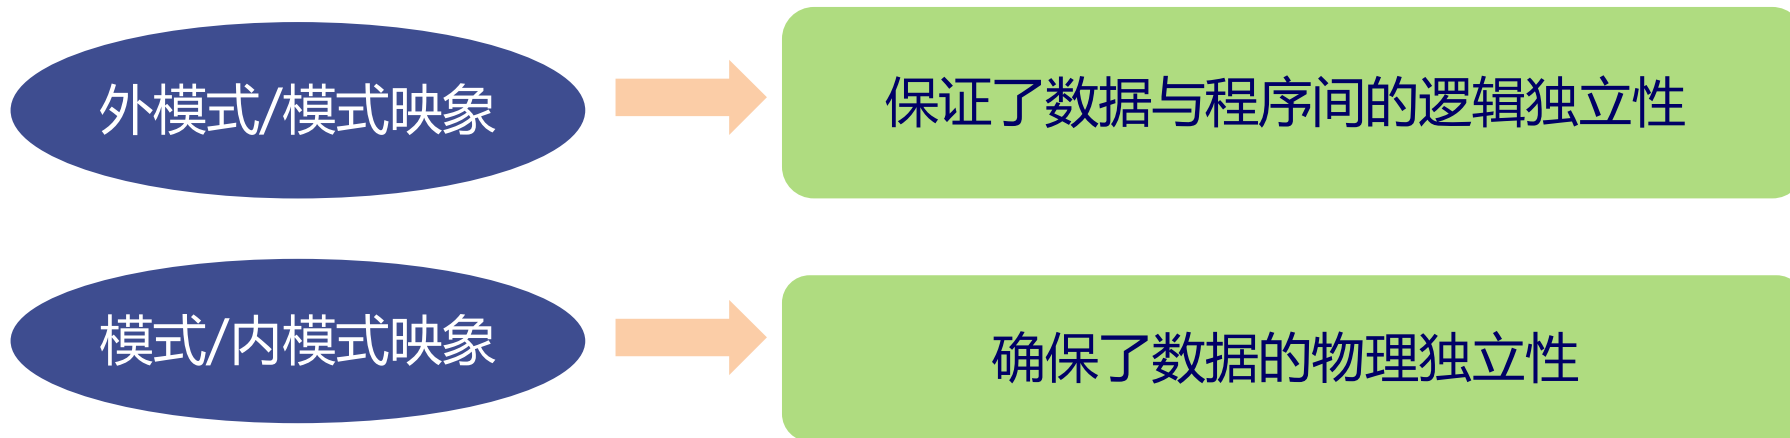 外模式/模式映象
保证了数据与程序间的逻辑独立性
模式/内模式映象
确保了数据的物理独立性